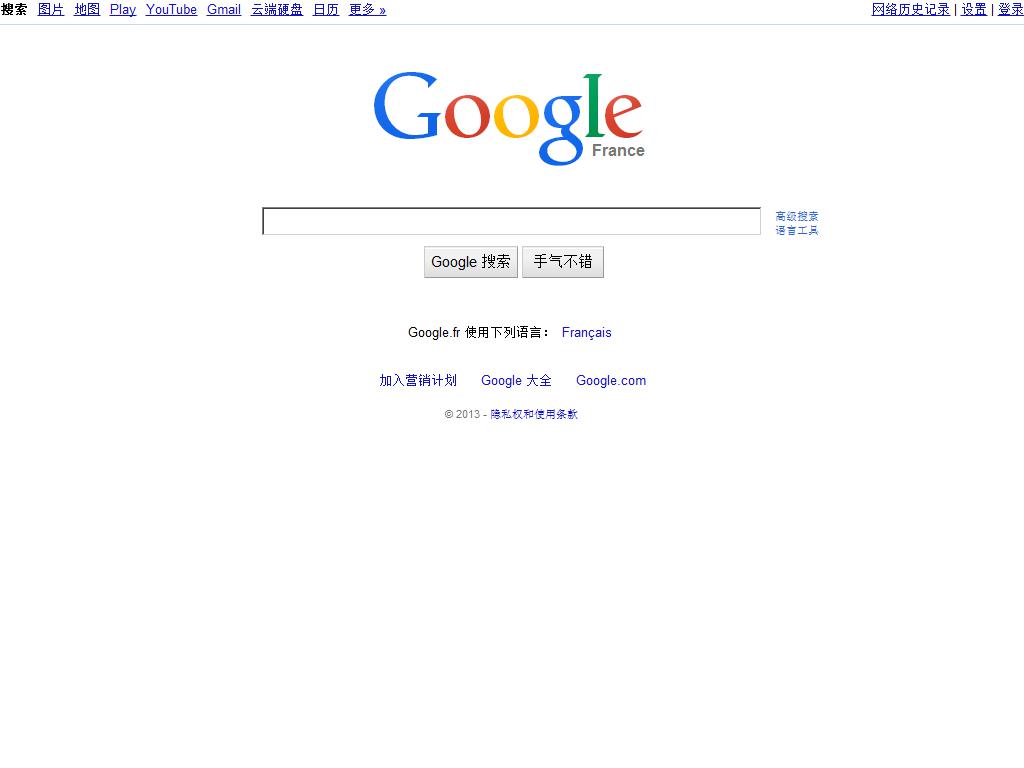 搜索 图片 地图 Play YouTube Gmail 云端硬盘 日历 更多 » 网络历史记录 | 设置 | 登录
Google
France
高级搜索
语言工具
Google 搜索 手气不错
Google.fr 使用下列语言： Français
加入营销计划 Google 大全 Google.com
© 2013 - 隐私权和使用条款